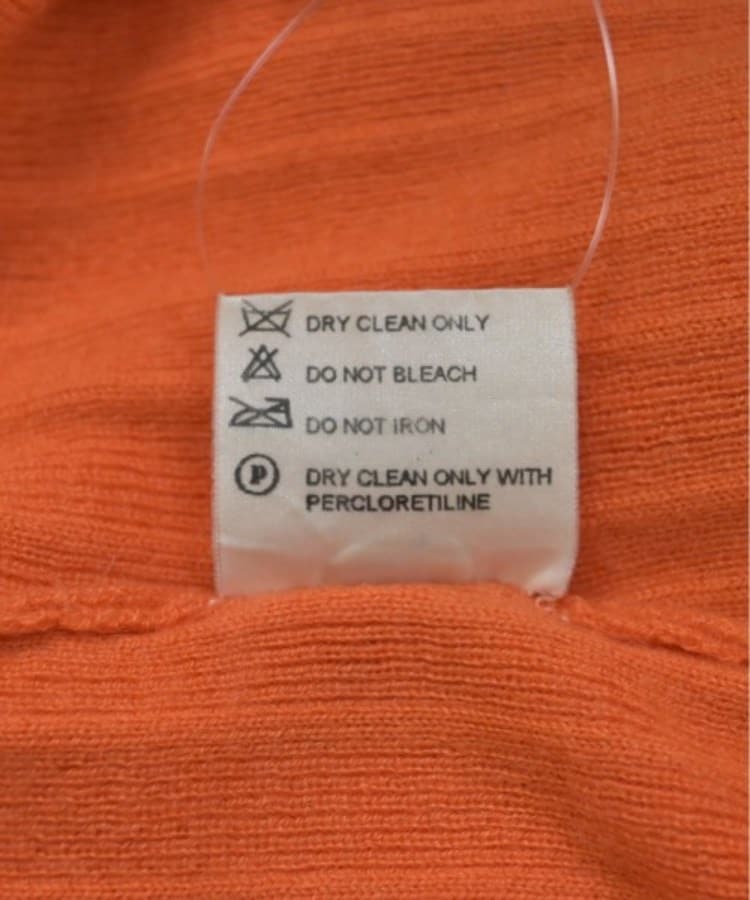 DRY CLEAN ONLY
DO NOT BLEACH
DO NOT IRON
P
DRY CLEAN ONLY WITH
PERCLORETILINE